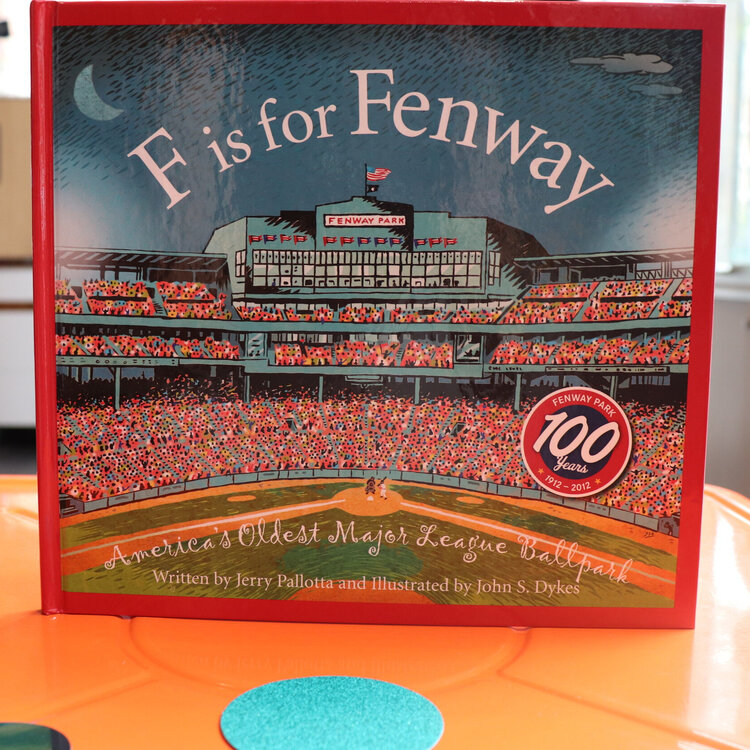 F is for Fenway
FENWAY PARK
FENWAY PARK
100
Years
1912 – 2012
America's Oldest Major League Ballpark
Written by Jerry Pallotta and Illustrated by John S. Dykes